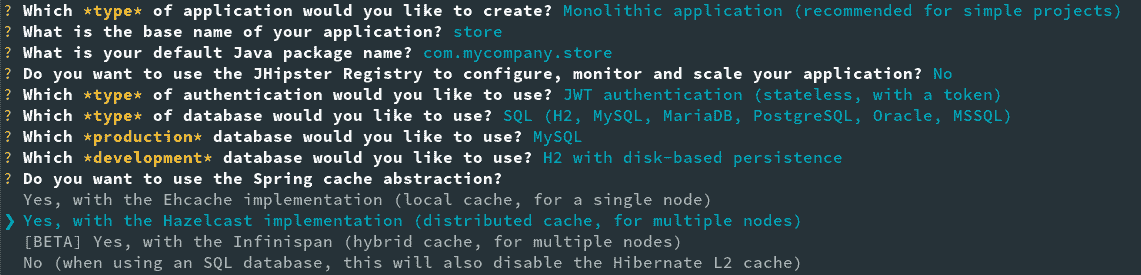 ? Which *type* of application would you like to create? Monolithic application (recommended for simple projects)
? What is the base name of your application? store
? What is your default Java package name? com.mycompany.store
? Do you want to use the JHipster Registry to configure, monitor and scale your application? No
? Which *type* of authentication would you like to use? JWT authentication (stateless, with a token)
? Which *type* of database would you like to use? SQL (H2, MySQL, MariaDB, PostgreSQL, Oracle, MSSQL)
? Which *production* database would you like to use? MySQL
? Which *development* database would you like to use? H2 with disk-based persistence
? Do you want to use the Spring cache abstraction?
Yes, with the Ehcache implementation (local cache, for a single node)
❯ Yes, with the Hazelcast implementation (distributed cache, for multiple nodes)
[BETA] Yes, with the Infinispan (hybrid cache, for multiple nodes)
No (when using an SQL database, this will also disable the Hibernate L2 cache)